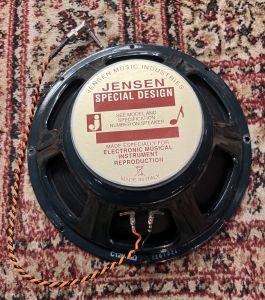 JENSEN MUSIC INDUSTRIES
JENSEN
SPECIAL DESIGN
SEE MODEL AND
SPECIFICATION
NUMBER ON SPEAKER
j
MADE ESPECIALLY FOR
ELECTRONIC MUSICAL
INSTRUMENT
REPRODUCTION
MADE IN ITALY